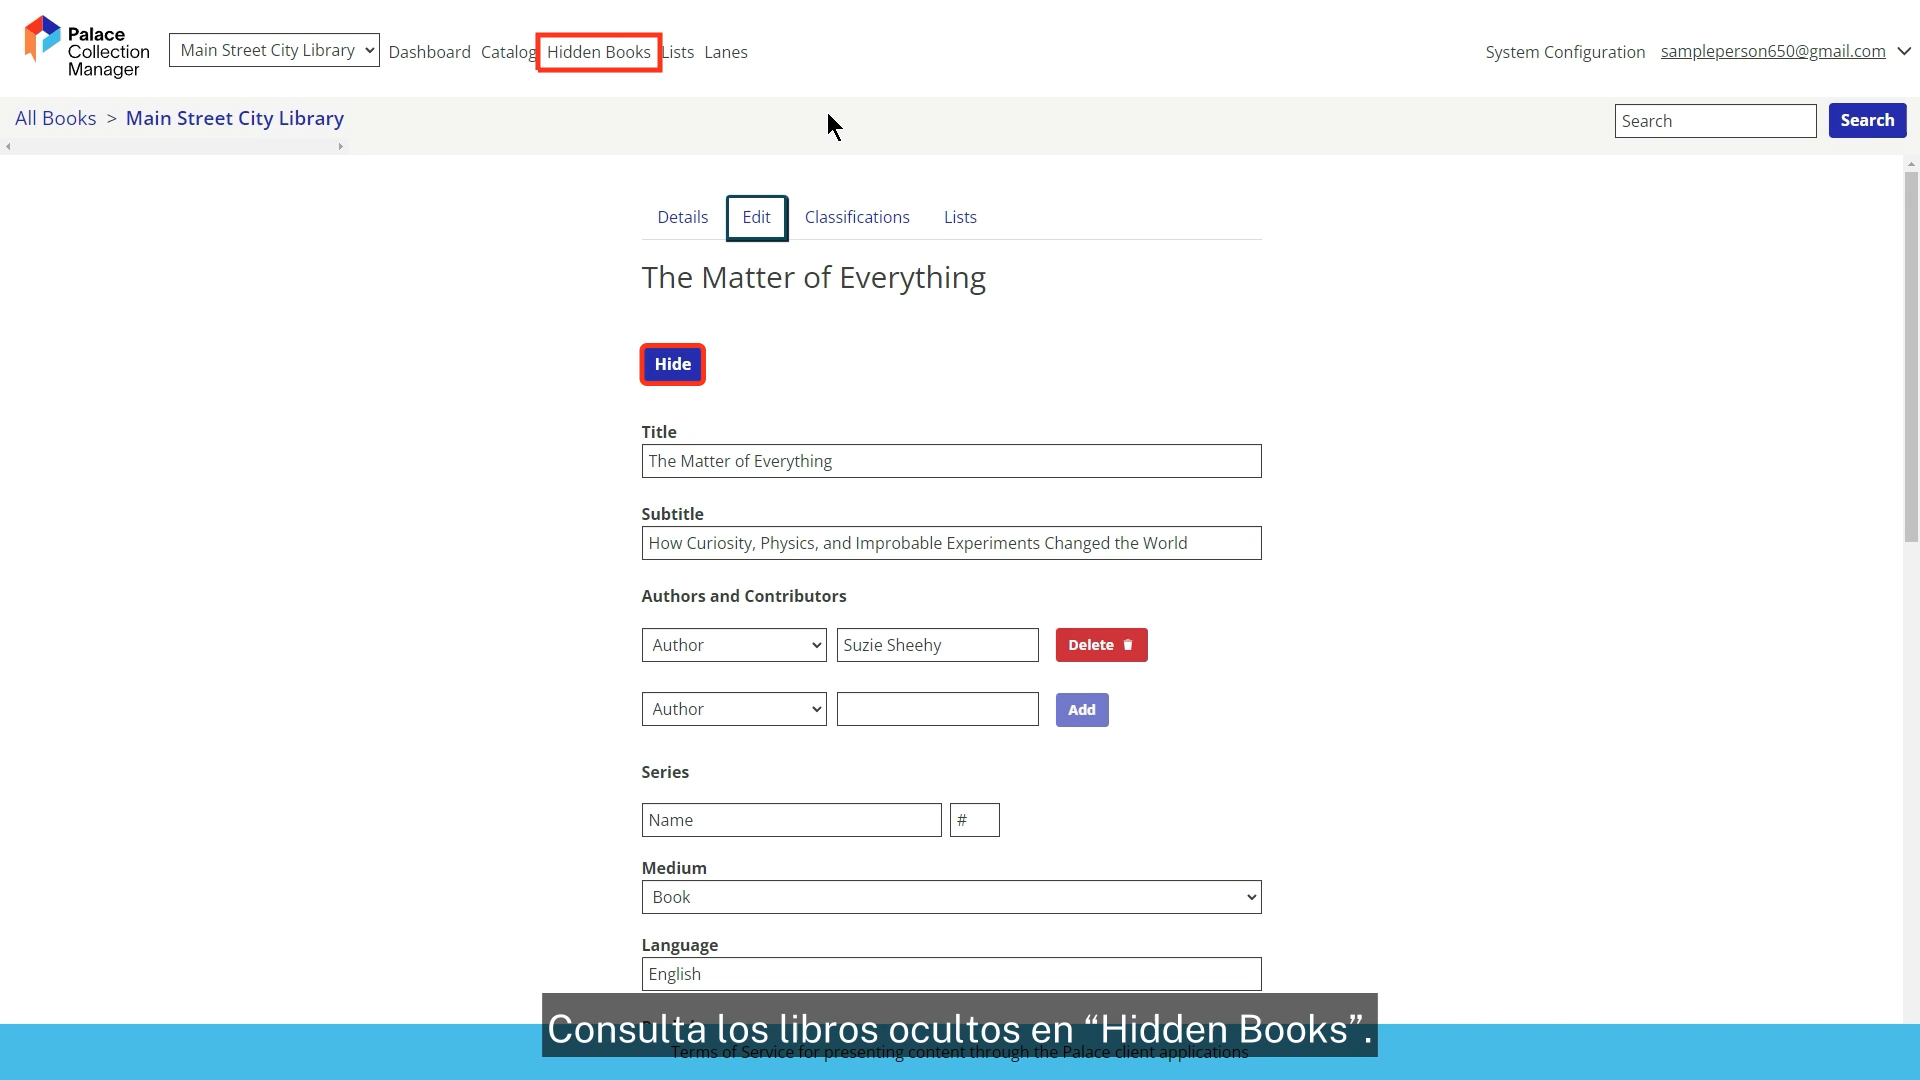 Palace
Collection
Manager
Main Street City Library
Dashboard
Catalog
Hidden Books
Lists
Lanes
System Configuration
sampleperson650@gmail.com
All Books > Main Street City Library
Search
Search
Details
Edit
Classifications
Lists
The Matter of Everything
Hide
Title
The Matter of Everything
Subtitle
How Curiosity, Physics, and Improbable Experiments Changed the World
Authors and Contributors
Author
Suzie Sheehy
Delete
Author
Add
Series
Name
#
Medium
Book
Language
English
Consulta los libros ocultos en “Hidden Books”.
Terms of Service for presenting content through the Palace client applications